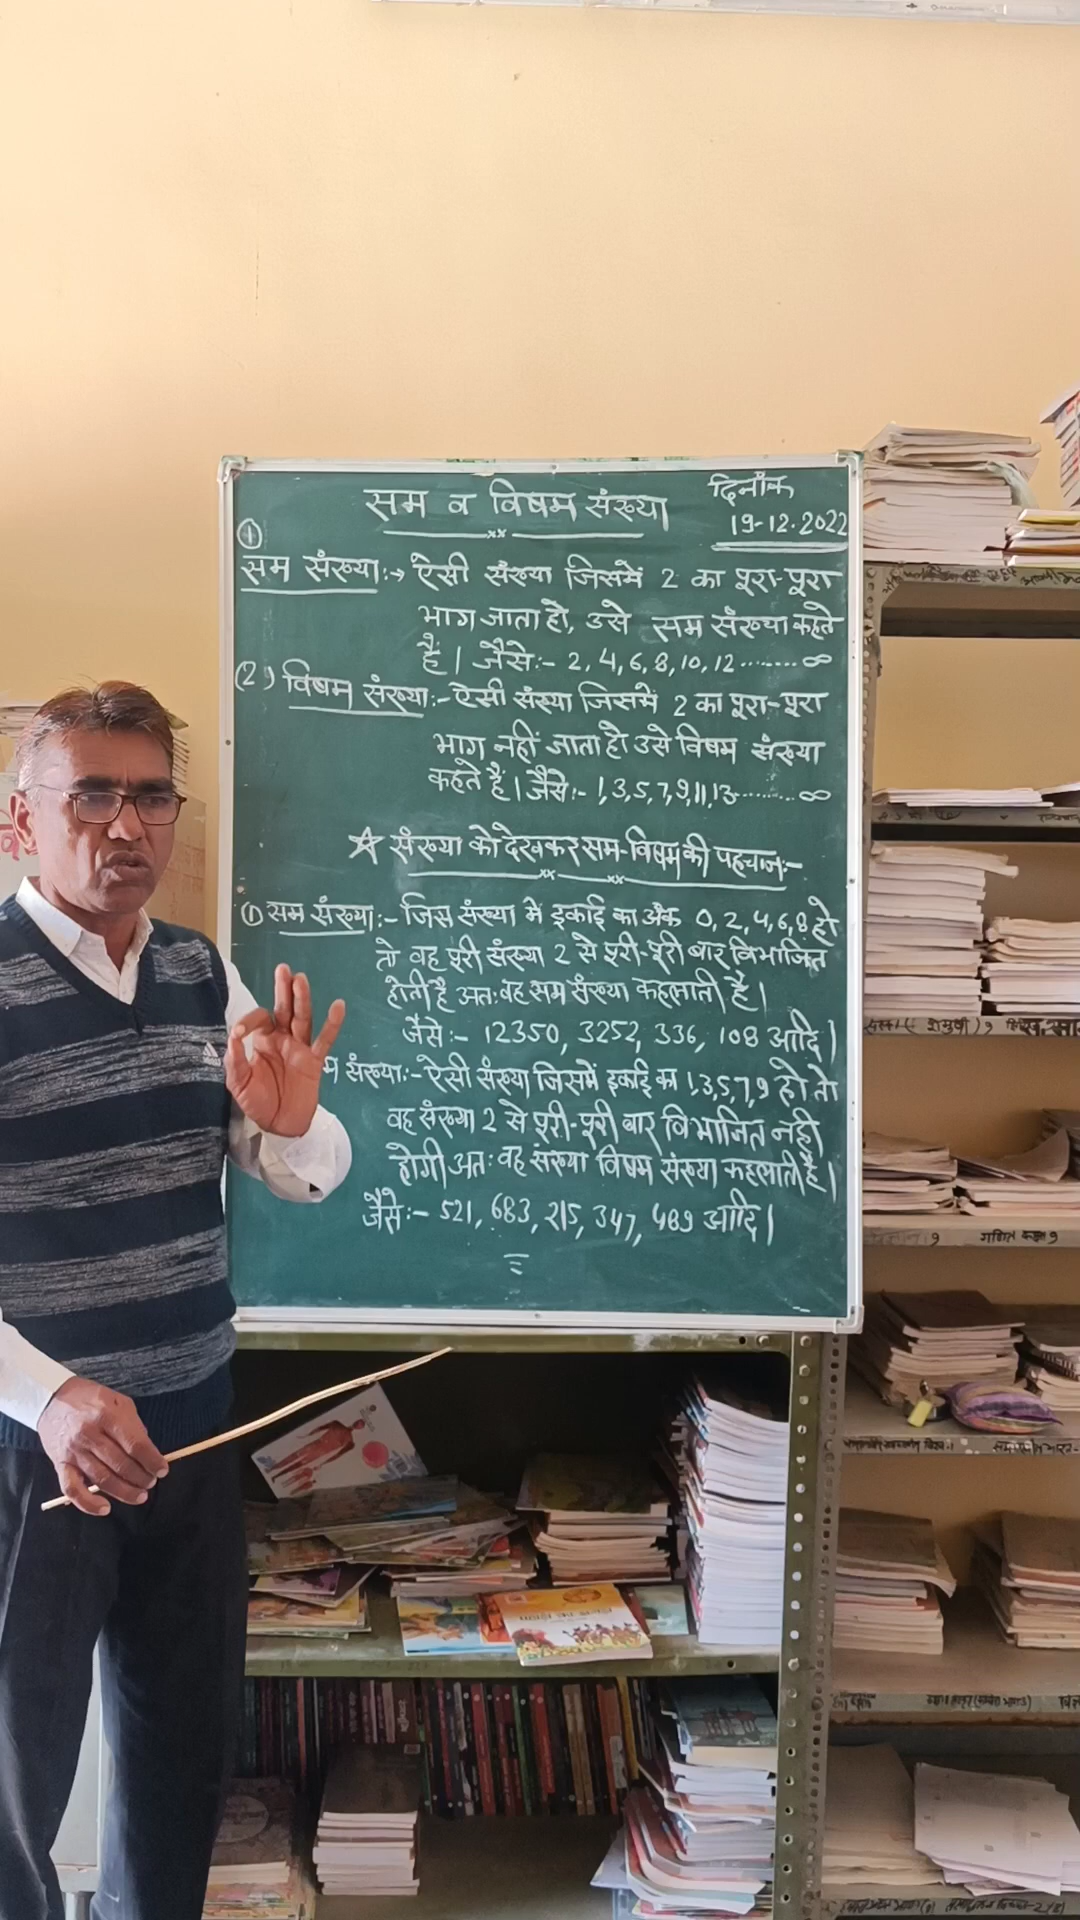 सम व विषम संख्या
दिनाँक
19-12-2022
①
सम संख्या:→ ऐसी संख्या जिसमें 2 का पूरा-पूरा
भाग जाता हो, उसे सम संख्या कहते
हैं। जैसे:- 2, 4, 6, 8, 10, 12 ........ ∞
(2) विषम संख्या:- ऐसी संख्या जिसमें 2 का पूरा-पूरा
भाग नहीं जाता हो उसे विषम संख्या
कहते हैं। जैसे:- 1, 3, 5, 7, 9, 11, 13 ......... ∞
☆ संख्या को देखकर सम-विषम की पहचान:-
① सम संख्या:- जिस संख्या में इकाई का अंक 0, 2, 4, 6, 8 हो
तो वह पूरी संख्या 2 से पूरी-पूरी बार विभाजित
होती है अतः वह सम संख्या कहलाती है।
जैसे:- 12350, 3252, 336, 108 आदि।
म संख्या:- ऐसी संख्या जिसमें इकाई का 1,3,5,7,9 हो तो
वह संख्या 2 से पूरी-पूरी बार विभाजित नहीं
होगी अतः वह संख्या विषम संख्या कहलाती है।
जैसे:- 521, 683, 215, 347, 489 आदि।
गणित कक्षा 9